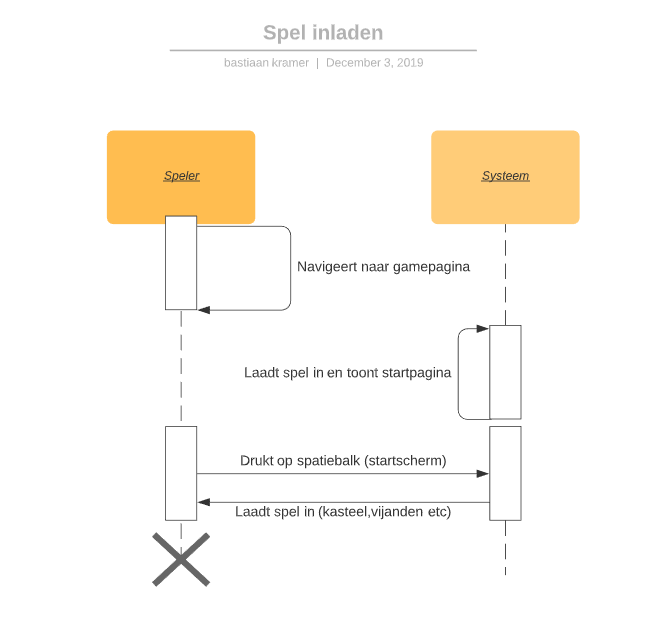 Spel inladen
bastiaan kramer | December 3, 2019
Speler
Systeem
Navigeert naar gamepagina
Laadt spel in en toont startpagina
Drukt op spatiebalk (startscherm)
Laadt spel in (kasteel,vijanden etc)